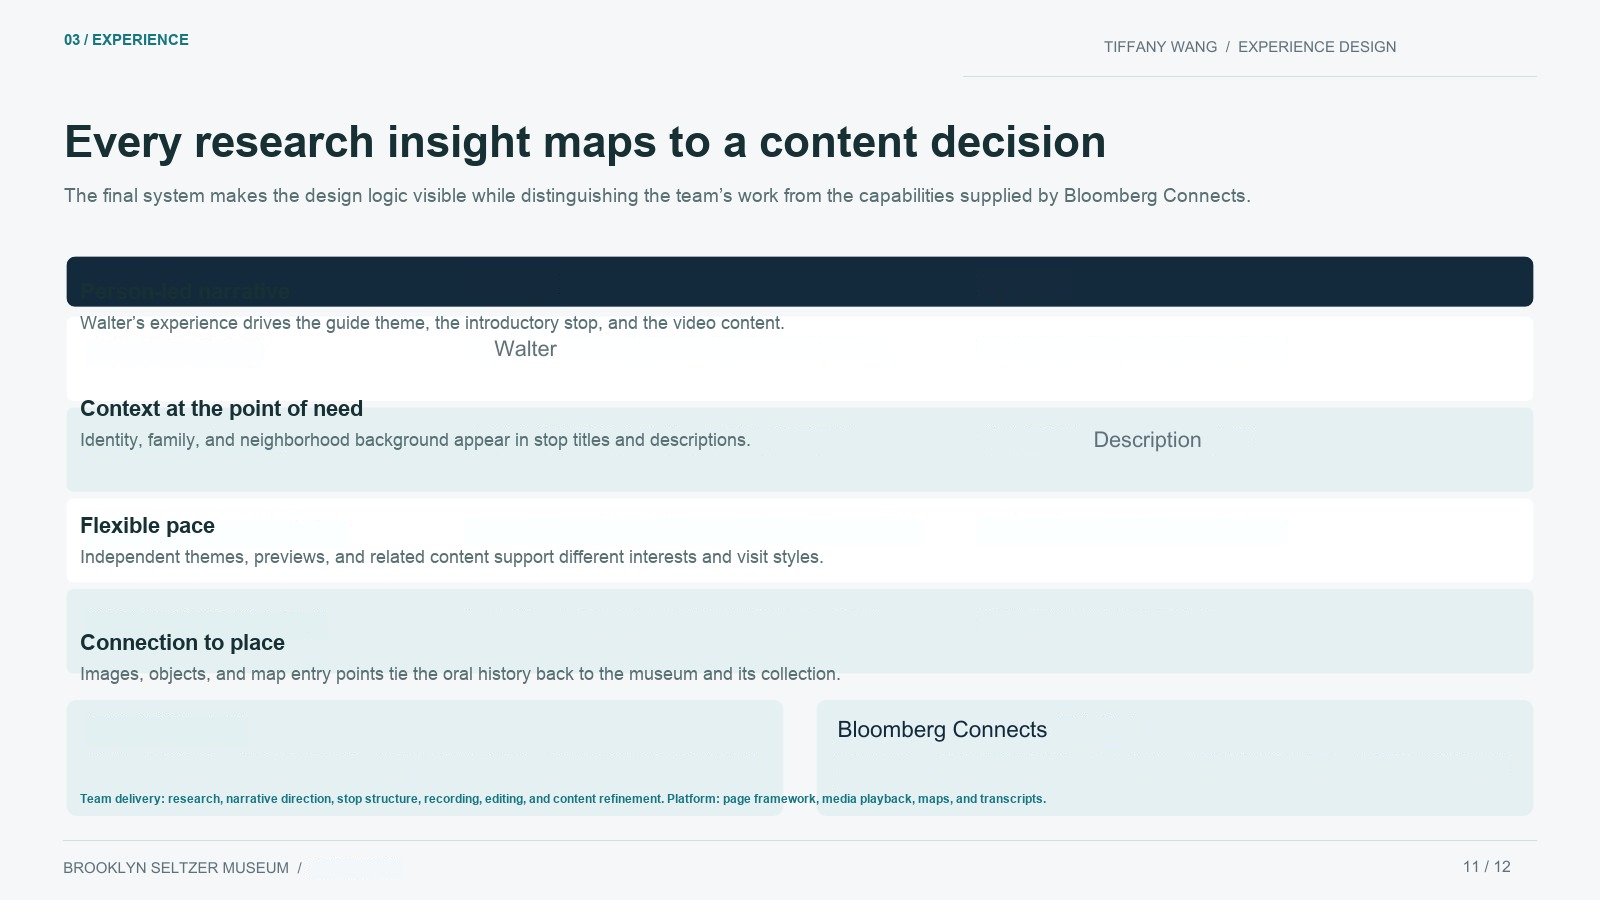 03 / EXPERIENCE
TIFFANY WANG / EXPERIENCE DESIGN
Every research insight maps to a content decision
The final system makes the design logic visible while distinguishing the team’s work from the capabilities supplied by Bloomberg Connects.
Person-led narrative
Walter’s experience drives the guide theme, the introductory stop, and the video content.
Walter
Context at the point of need
Identity, family, and neighborhood background appear in stop titles and descriptions.
Description
Flexible pace
Independent themes, previews, and related content support different interests and visit styles.
Connection to place
Images, objects, and map entry points tie the oral history back to the museum and its collection.
Bloomberg Connects
Team delivery: research, narrative direction, stop structure, recording, editing, and content refinement. Platform: page framework, media playback, maps, and transcripts.
BROOKLYN SELTZER MUSEUM /
11 / 12